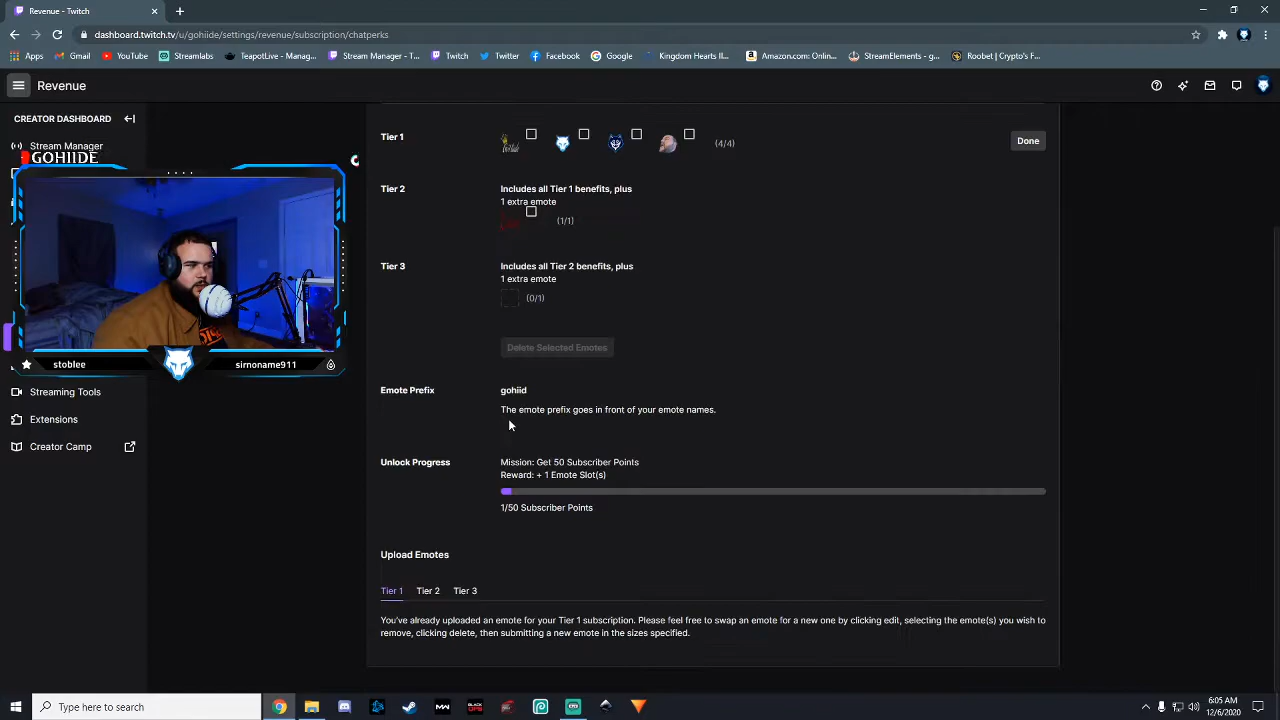 Revenue - Twitch
dashboard.twitch.tv/u/gohiide/settings/revenue/subscription/chatperks
Apps
Gmail
YouTube
Streamlabs
TeapotLive - Manag...
Stream Manager - T...
Twitch
Twitter
Facebook
Google
Kingdom Hearts II...
Amazon.com: Onlin...
StreamElements - g...
Roobet | Crypto's F...
Revenue
CREATOR DASHBOARD
Stream Manager
GOHIIDE
stoblee
sirnoname911
Streaming Tools
Extensions
Creator Camp
Tier 1
(4/4)
Done
Tier 2
Includes all Tier 1 benefits, plus
1 extra emote
(1/1)
Tier 3
Includes all Tier 2 benefits, plus
1 extra emote
(0/1)
Delete Selected Emotes
Emote Prefix
gohiid
The emote prefix goes in front of your emote names.
Unlock Progress
Mission: Get 50 Subscriber Points
Reward: + 1 Emote Slot(s)
1/50 Subscriber Points
Upload Emotes
Tier 1 Tier 2 Tier 3
You've already uploaded an emote for your Tier 1 subscription. Please feel free to swap an emote for a new one by clicking edit, selecting the emote(s) you wish to
remove, clicking delete, then submitting a new emote in the sizes specified.
Type here to search
6:05 AM
12/6/2020